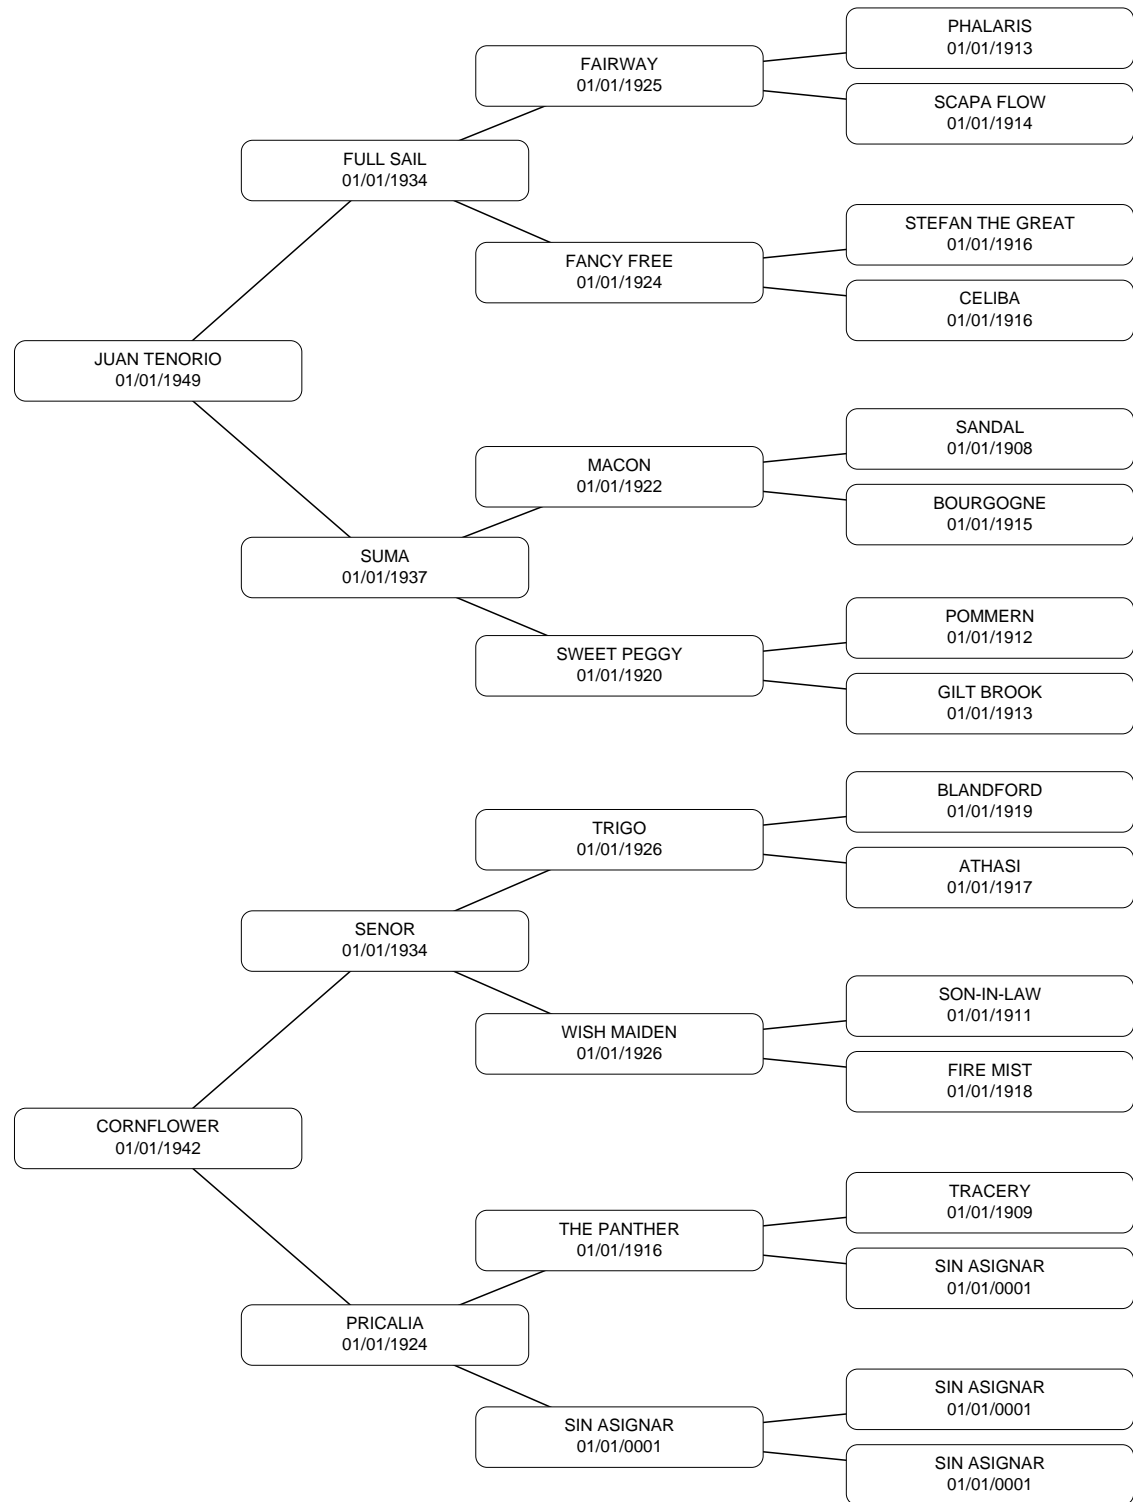 PHALARIS
01/01/1913
FAIRWAY
01/01/1925
SCAPA FLOW
01/01/1914
FULL SAIL
01/01/1934
STEFAN THE GREAT
01/01/1916
FANCY FREE
01/01/1924
CELIBA
01/01/1916
JUAN TENORIO
01/01/1949
SANDAL
01/01/1908
MACON
01/01/1922
BOURGOGNE
01/01/1915
SUMA
01/01/1937
POMMERN
01/01/1912
SWEET PEGGY
01/01/1920
GILT BROOK
01/01/1913
BLANDFORD
01/01/1919
TRIGO
01/01/1926
ATHASI
01/01/1917
SENOR
01/01/1934
SON-IN-LAW
01/01/1911
WISH MAIDEN
01/01/1926
FIRE MIST
01/01/1918
CORNFLOWER
01/01/1942
TRACERY
01/01/1909
THE PANTHER
01/01/1916
SIN ASIGNAR
01/01/0001
PRICALIA
01/01/1924
SIN ASIGNAR
01/01/0001
SIN ASIGNAR
01/01/0001
SIN ASIGNAR
01/01/0001